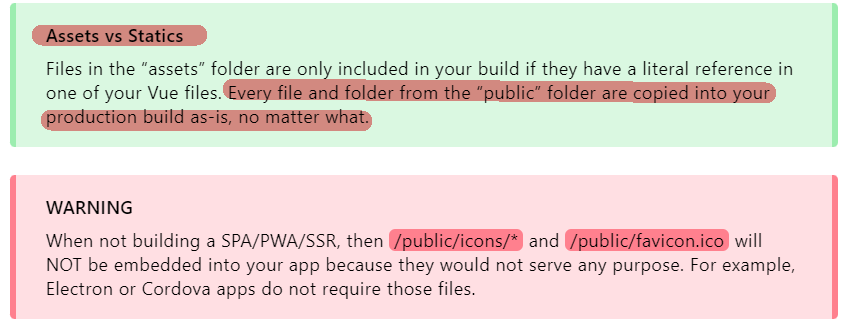 Assets vs Statics
Files in the “assets” folder are only included in your build if they have a literal reference in
one of your Vue files. Every file and folder from the “public” folder are copied into your
production build as-is, no matter what.
WARNING
When not building a SPA/PWA/SSR, then /public/icons/* and /public/favicon.ico will
NOT be embedded into your app because they would not serve any purpose. For example,
Electron or Cordova apps do not require those files.